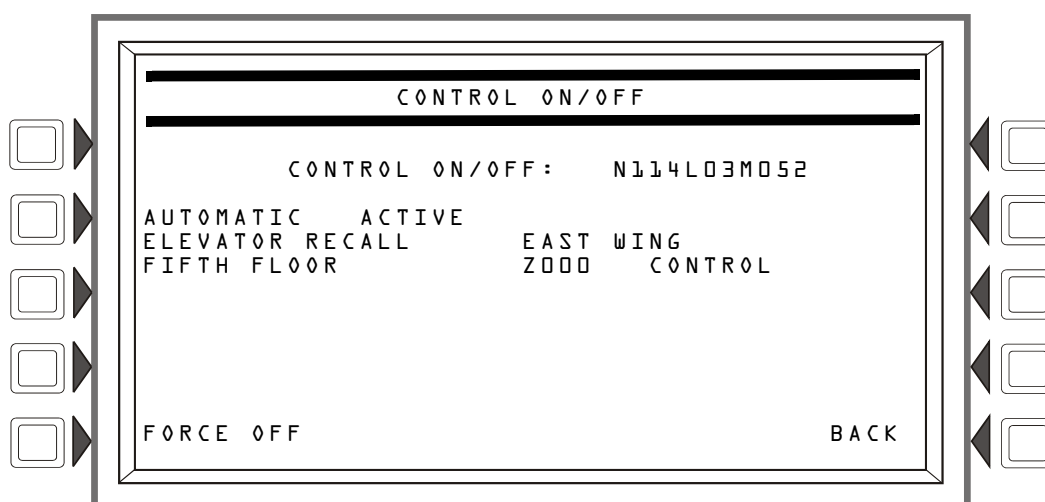 CONTROL ON/OFF
CONTROL ON/OFF: N114L03M052
AUTOMATIC ACTIVE
ELEVATOR RECALL EAST WING
FIFTH FLOOR Z000 CONTROL
FORCE OFF BACK